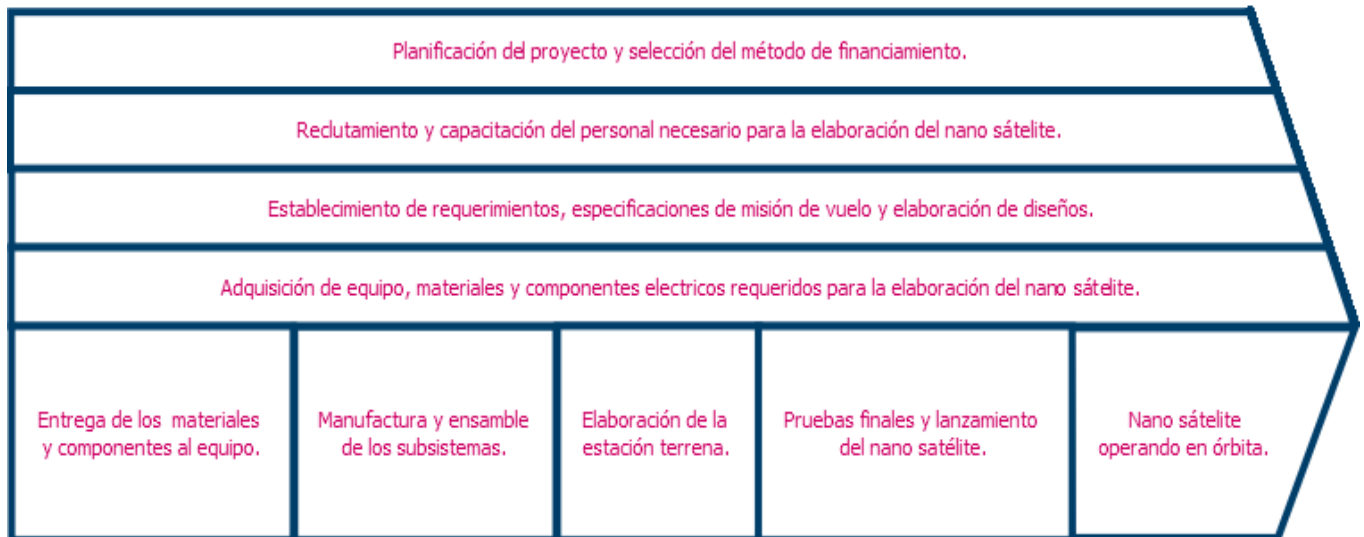 Planificación del proyecto y selección del método de financiamiento.
Reclutamiento y capacitación del personal necesario para la elaboración del nano sátelite.
Establecimiento de requerimientos, especificaciones de misión de vuelo y elaboración de diseños.
Adquisición de equipo, materiales y componentes electricos requeridos para la elaboración del nano sátelite.
Entrega de los materiales
y componentes al equipo.
Manufactura y ensamble
de los subsistemas.
Elaboración de la
estación terrena.
Pruebas finales y lanzamiento
del nano satélite.
Nano sátelite
operando en órbita.